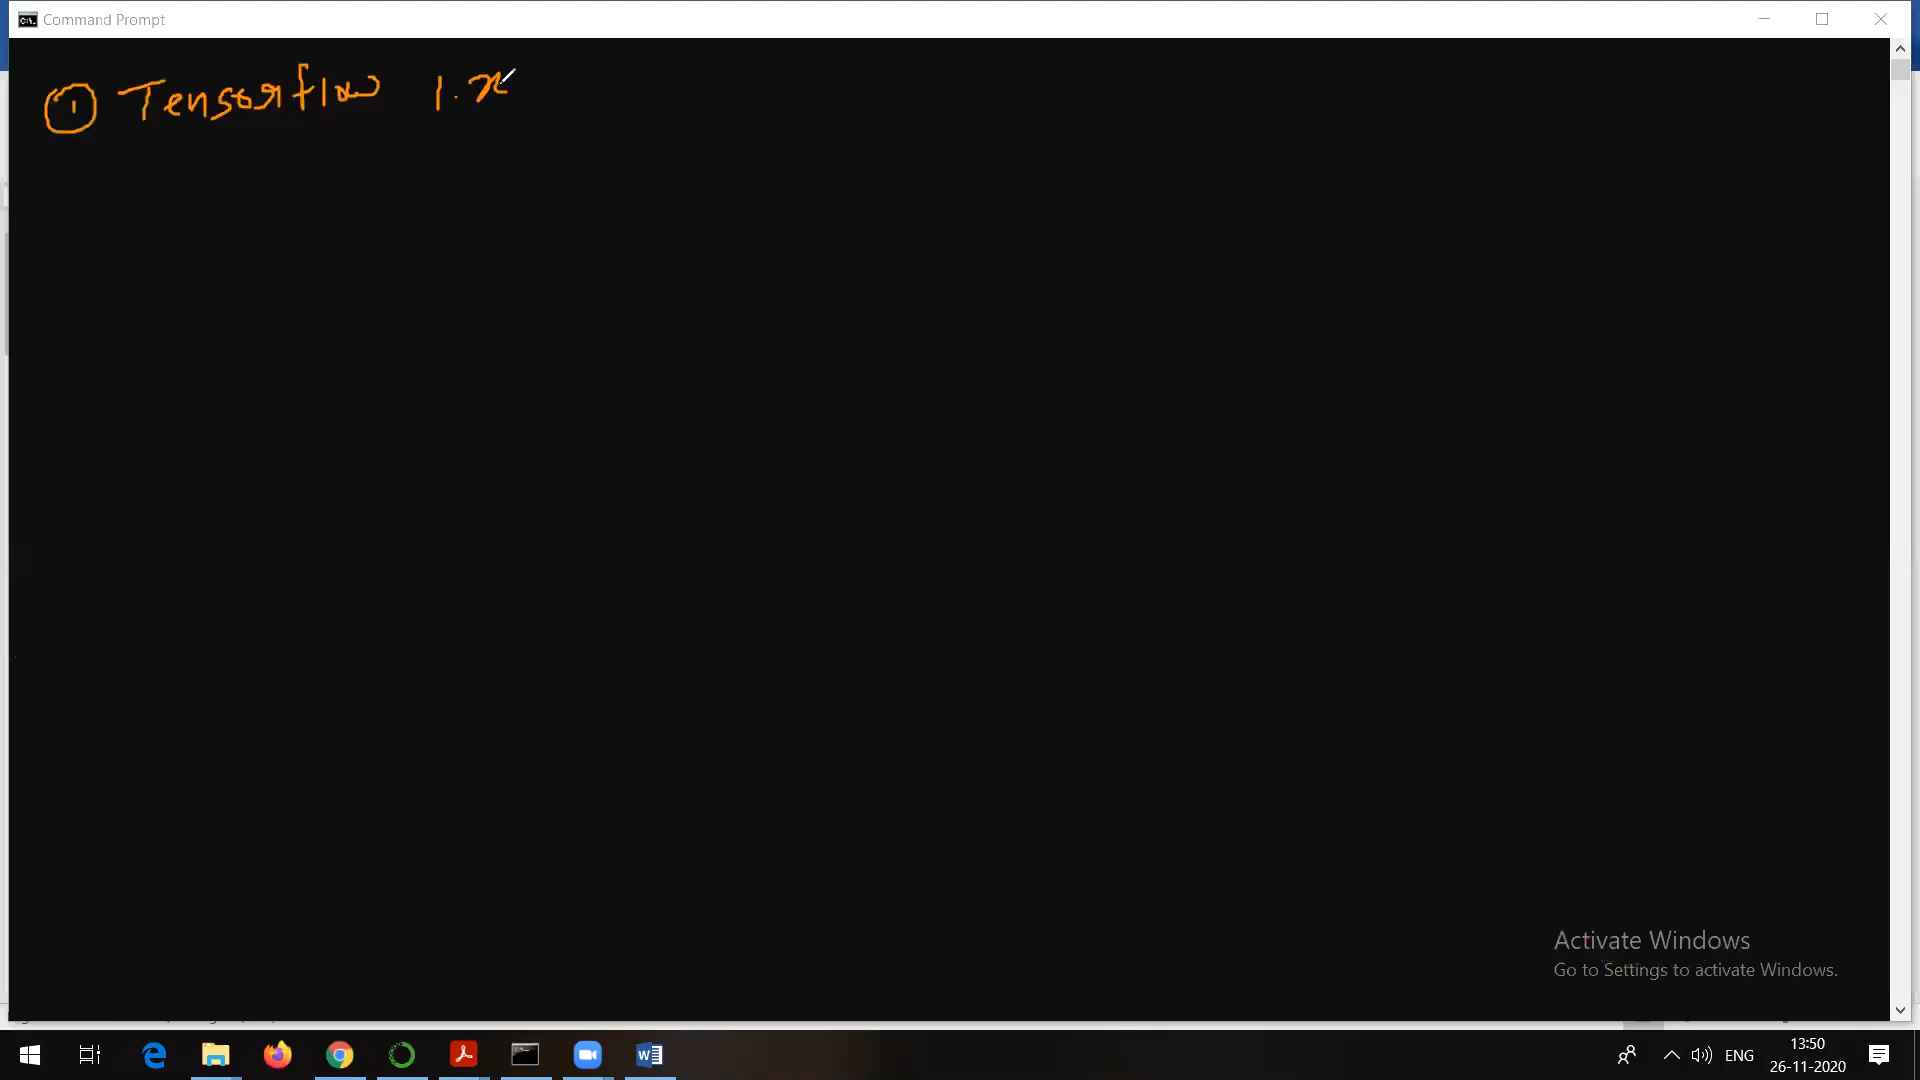 Command Prompt
① Tensorflow 1.x
Activate Windows
Go to Settings to activate Windows.
ENG
13:50
26-11-2020